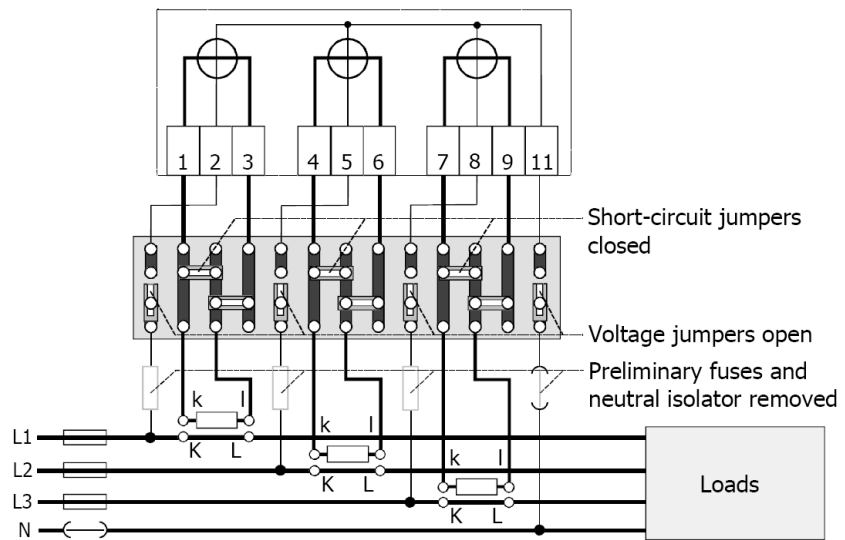 1 2 3 4 5 6 7 8 9 11
Short-circuit jumpers
closed
Voltage jumpers open
Preliminary fuses and
neutral isolator removed
k l
L1
K L
k l
L2
K L
k l
L3
K L
N
Loads